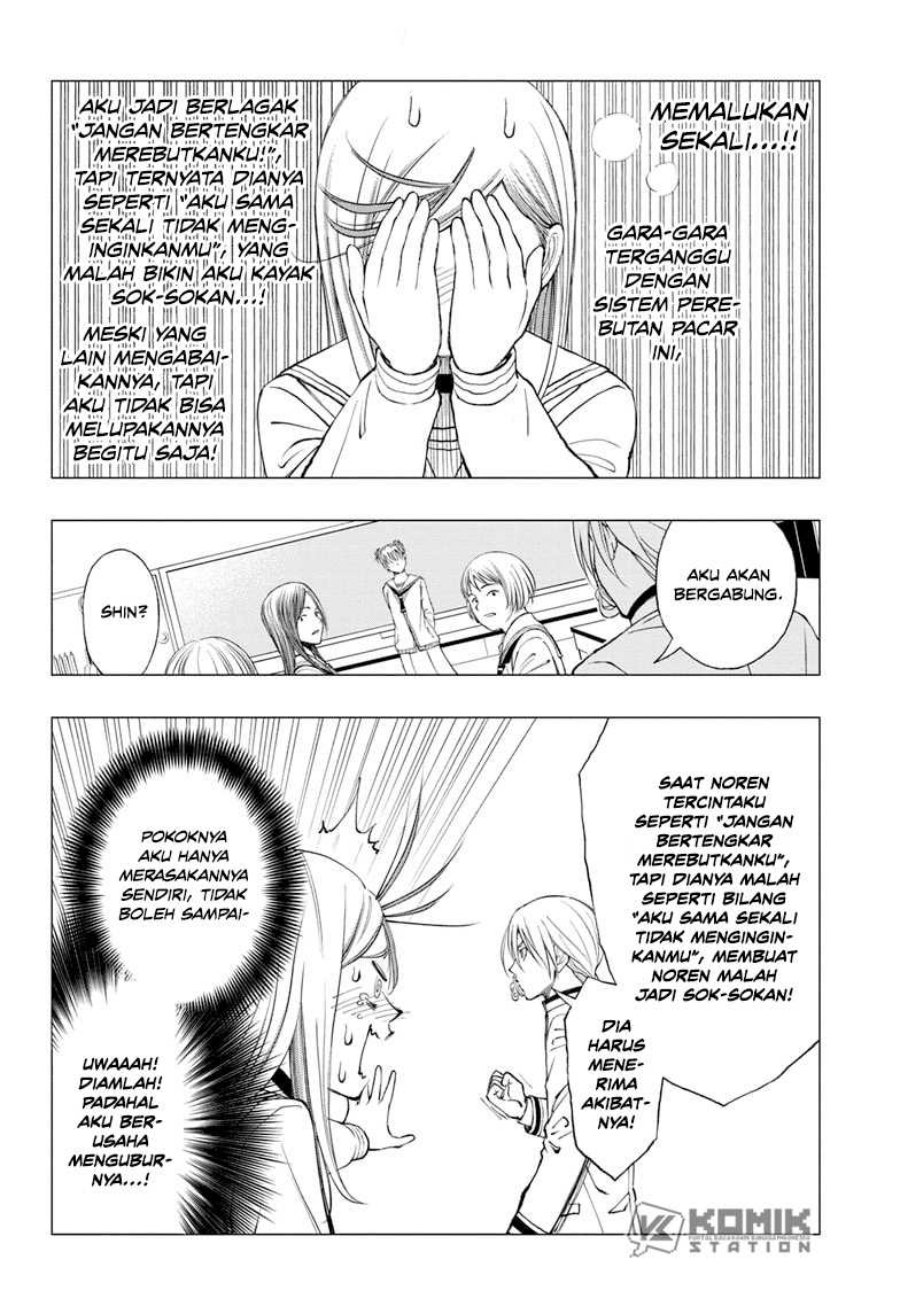 MEMALUKAN
SEKALI...!!
GARA-GARA
TERGANGGU
DENGAN
SISTEM PERE-
BUTAN PACAR
INI,
AKU JADI BERLAGAK
"JANGAN BERTENGKAR
MEREBUTKANKU!",
TAPI TERNYATA DIANYA
SEPERTI "AKU SAMA
SEKALI TIDAK MENG-
INGINKANMU", YANG
MALAH BIKIN AKU KAYAK
SOK-SOKAN...!
MESKI YANG
LAIN MENGABAI-
KANNYA, TAPI
AKU TIDAK BISA
MELUPAKANNYA
BEGITU SAJA!
AKU AKAN
BERGABUNG.
SHIN?
SAAT NOREN
TERCINTAKU
SEPERTI "JANGAN
BERTENGKAR
MEREBUTKANKU",
TAPI DIANYA MALAH
SEPERTI BILANG
"AKU SAMA SEKALI
TIDAK MENGINGIN-
KANMU", MEMBUAT
NOREN MALAH
JADI SOK-SOKAN!
DIA
HARUS
MENE-
RIMA
AKIBAT-
NYA!
POKOKNYA
AKU HANYA
MERASAKANNYA
SENDIRI, TIDAK
BOLEH SAMPAI-
UWAAAH!
DIAMLAH!
PADAHAL
AKU BER-
USAHA
MENGUBUR-
NYA...!
KOMIK
STATION